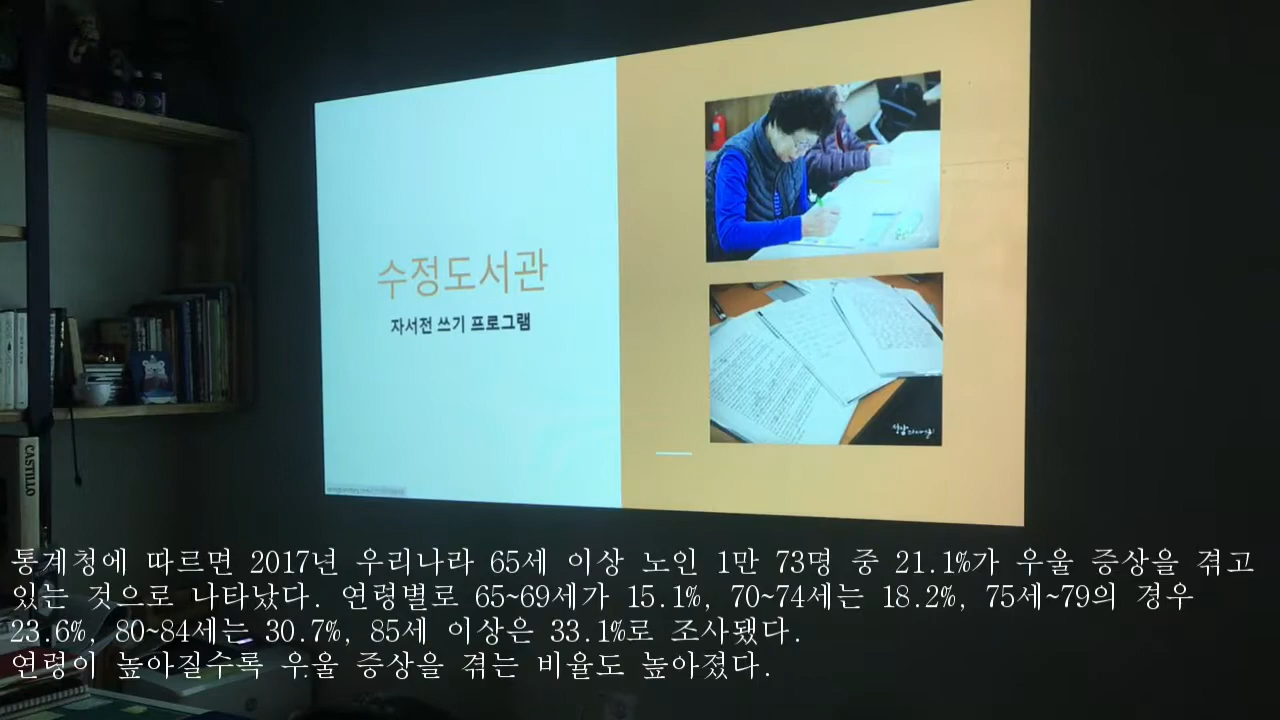 수정도서관
자서전 쓰기 프로그램
CASTILLO
통계청에 따르면 2017년 우리나라 65세 이상 노인 1만 73명 중 21.1%가 우울 증상을 겪고
있는 것으로 나타났다. 연령별로 65~69세가 15.1%, 70~74세는 18.2%, 75세~79의 경우
23.6%, 80~84세는 30.7%, 85세 이상은 33.1%로 조사됐다.
연령이 높아질수록 우울 증상을 겪는 비율도 높아졌다.